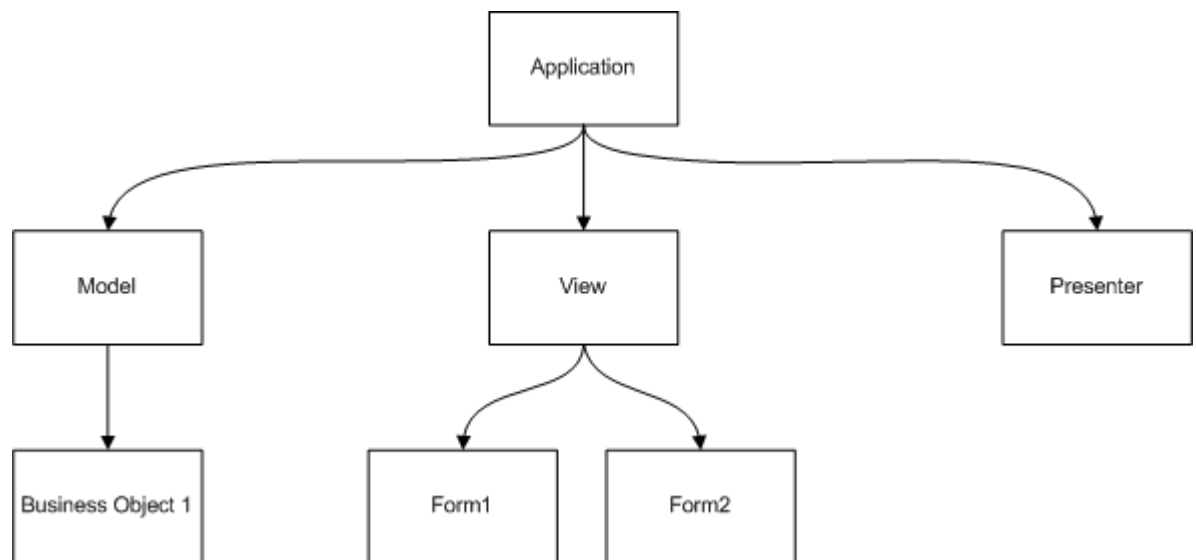 Application
Model
View
Presenter
Business Object 1
Form1
Form2